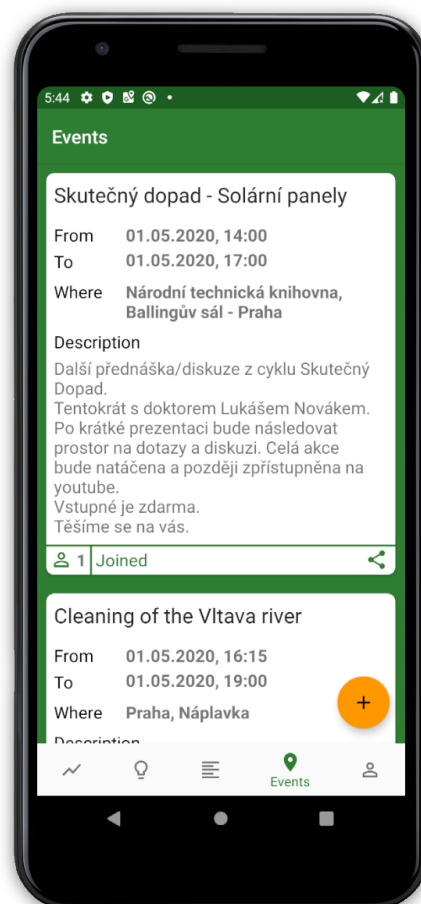 5:44
Events
Skutečný dopad - Solární panely
From 01.05.2020, 14:00
To 01.05.2020, 17:00
Where Národní technická knihovna,
Ballingův sál - Praha
Description
Další přednáška/diskuze z cyklu Skutečný
Dopad.
Tentokrát s doktorem Lukášem Novákem.
Po krátké prezentaci bude následovat
prostor na dotazy a diskuzi. Celá akce
bude natáčena a později zpřístupněna na
youtube.
Vstupné je zdarma.
Těšíme se na vás.
1 Joined
Cleaning of the Vltava river
From 01.05.2020, 16:15
To 01.05.2020, 19:00
Where Praha, Náplavka
Description
Events